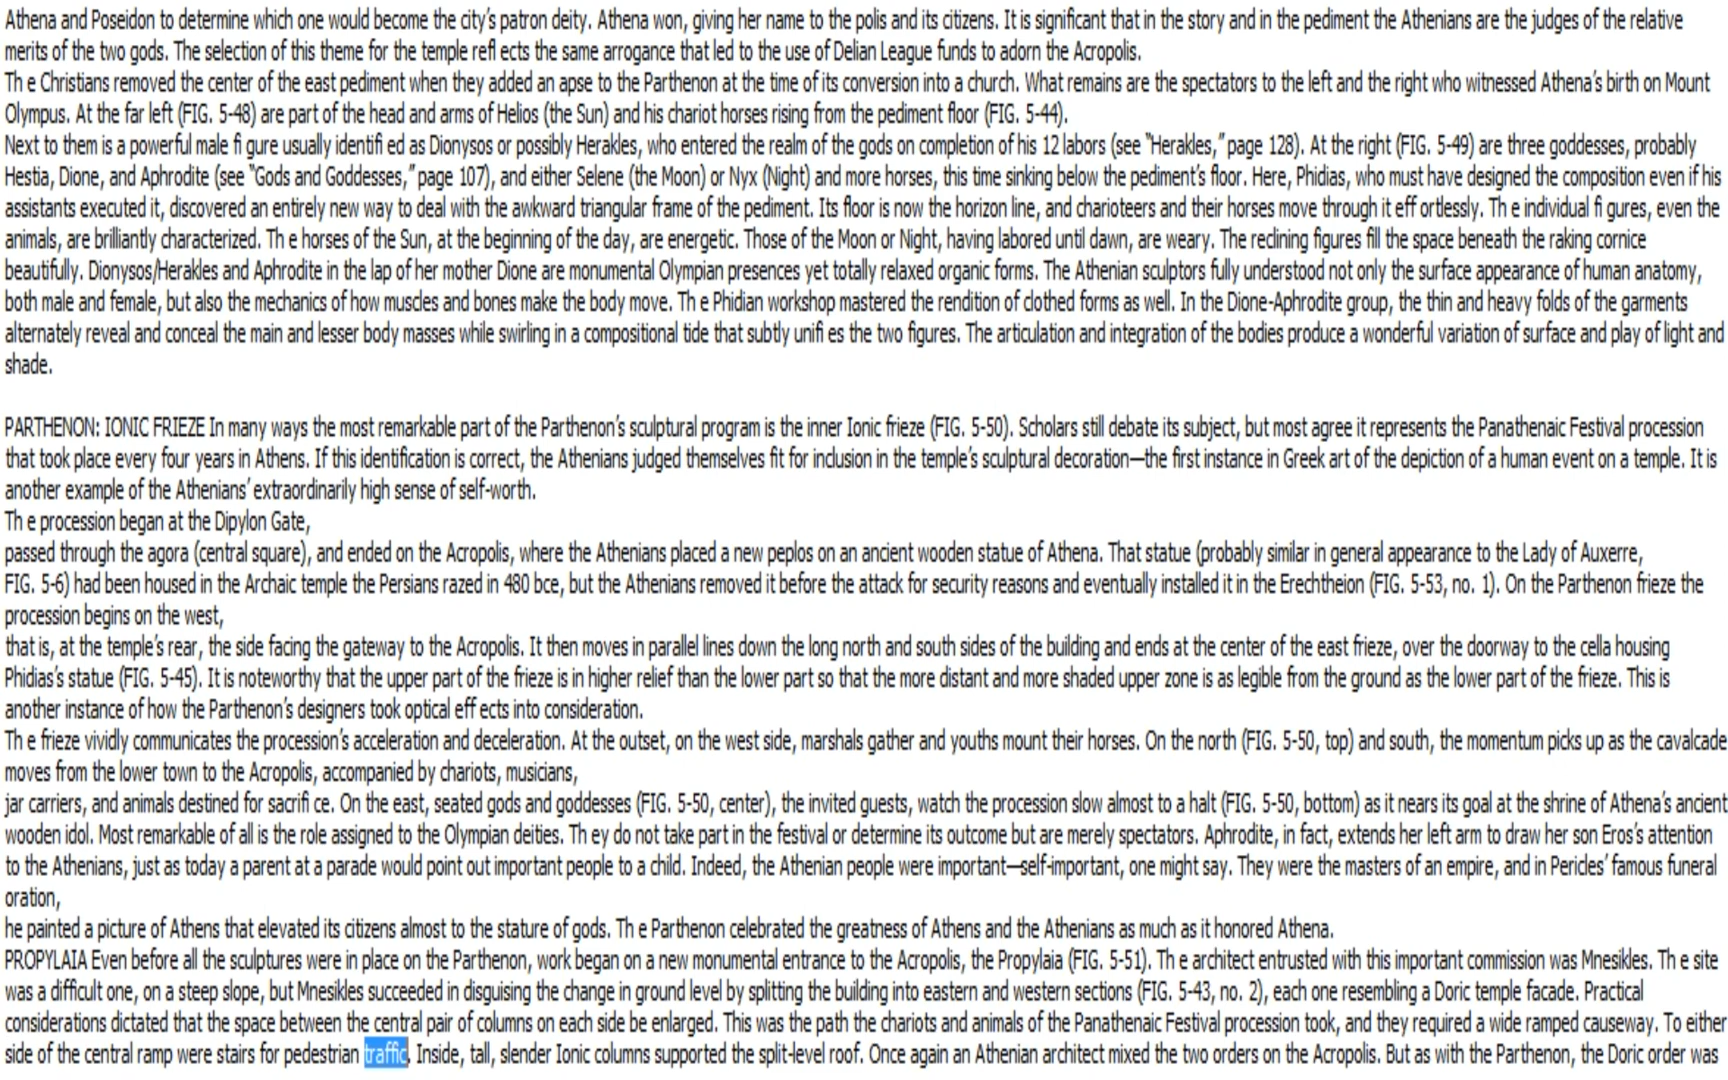 Athena and Poseidon to determine which one would become the city's patron deity. Athena won, giving her name to the polis and its citizens. It is significant that in the story and in the pediment the Athenians are the judges of the relative
merits of the two gods. The selection of this theme for the temple refl ects the same arrogance that led to the use of Delian League funds to adorn the Acropolis.
Th e Christians removed the center of the east pediment when they added an apse to the Parthenon at the time of its conversion into a church. What remains are the spectators to the left and the right who witnessed Athena's birth on Mount
Olympus. At the far left (FIG. 5-48) are part of the head and arms of Helios (the Sun) and his chariot horses rising from the pediment floor (FIG. 5-44).
Next to them is a powerful male fi gure usually identifi ed as Dionysos or possibly Herakles, who entered the realm of the gods on completion of his 12 labors (see "Herakles," page 128). At the right (FIG. 5-49) are three goddesses, probably
Hestia, Dione, and Aphrodite (see "Gods and Goddesses," page 107), and either Selene (the Moon) or Nyx (Night) and more horses, this time sinking below the pediment's floor. Here, Phidias, who must have designed the composition even if his
assistants executed it, discovered an entirely new way to deal with the awkward triangular frame of the pediment. Its floor is now the horizon line, and charioteers and their horses move through it eff ortlessly. Th e individual fi gures, even the
animals, are brilliantly characterized. Th e horses of the Sun, at the beginning of the day, are energetic. Those of the Moon or Night, having labored until dawn, are weary. The reclining figures fill the space beneath the raking cornice
beautifully. Dionysos/Herakles and Aphrodite in the lap of her mother Dione are monumental Olympian presences yet totally relaxed organic forms. The Athenian sculptors fully understood not only the surface appearance of human anatomy,
both male and female, but also the mechanics of how muscles and bones make the body move. Th e Phidian workshop mastered the rendition of clothed forms as well. In the Dione-Aphrodite group, the thin and heavy folds of the garments
alternately reveal and conceal the main and lesser body masses while swirling in a compositional tide that subtly unifi es the two figures. The articulation and integration of the bodies produce a wonderful variation of surface and play of light and
shade.
PARTHENON: IONIC FRIEZE In many ways the most remarkable part of the Parthenon's sculptural program is the inner Ionic frieze (FIG. 5-50). Scholars still debate its subject, but most agree it represents the Panathenaic Festival procession
that took place every four years in Athens. If this identification is correct, the Athenians judged themselves fit for inclusion in the temple's sculptural decoration—the first instance in Greek art of the depiction of a human event on a temple. It is
another example of the Athenians' extraordinarily high sense of self-worth.
Th e procession began at the Dipylon Gate,
passed through the agora (central square), and ended on the Acropolis, where the Athenians placed a new peplos on an ancient wooden statue of Athena. That statue (probably similar in general appearance to the Lady of Auxerre,
FIG. 5-6) had been housed in the Archaic temple the Persians razed in 480 bce, but the Athenians removed it before the attack for security reasons and eventually installed it in the Erechtheion (FIG. 5-53, no. 1). On the Parthenon frieze the
procession begins on the west,
that is, at the temple's rear, the side facing the gateway to the Acropolis. It then moves in parallel lines down the long north and south sides of the building and ends at the center of the east frieze, over the doorway to the cella housing
Phidias's statue (FIG. 5-45). It is noteworthy that the upper part of the frieze is in higher relief than the lower part so that the more distant and more shaded upper zone is as legible from the ground as the lower part of the frieze. This is
another instance of how the Parthenon's designers took optical eff ects into consideration.
Th e frieze vividly communicates the procession's acceleration and deceleration. At the outset, on the west side, marshals gather and youths mount their horses. On the north (FIG. 5-50, top) and south, the momentum picks up as the cavalcade
moves from the lower town to the Acropolis, accompanied by chariots, musicians,
jar carriers, and animals destined for sacrifi ce. On the east, seated gods and goddesses (FIG. 5-50, center), the invited guests, watch the procession slow almost to a halt (FIG. 5-50, bottom) as it nears its goal at the shrine of Athena's ancient
wooden idol. Most remarkable of all is the role assigned to the Olympian deities. Th ey do not take part in the festival or determine its outcome but are merely spectators. Aphrodite, in fact, extends her left arm to draw her son Eros's attention
to the Athenians, just as today a parent at a parade would point out important people to a child. Indeed, the Athenian people were important—self-important, one might say. They were the masters of an empire, and in Pericles' famous funeral
oration,
he painted a picture of Athens that elevated its citizens almost to the stature of gods. Th e Parthenon celebrated the greatness of Athens and the Athenians as much as it honored Athena.
PROPYLAIA Even before all the sculptures were in place on the Parthenon, work began on a new monumental entrance to the Acropolis, the Propylaia (FIG. 5-51). Th e architect entrusted with this important commission was Mnesikles. Th e site
was a difficult one, on a steep slope, but Mnesikles succeeded in disguising the change in ground level by splitting the building into eastern and western sections (FIG. 5-43, no. 2), each one resembling a Doric temple facade. Practical
considerations dictated that the space between the central pair of columns on each side be enlarged. This was the path the chariots and animals of the Panathenaic Festival procession took, and they required a wide ramped causeway. To either
side of the central ramp were stairs for pedestrian traffic. Inside, tall, slender Ionic columns supported the split-level roof. Once again an Athenian architect mixed the two orders on the Acropolis. But as with the Parthenon, the Doric order was